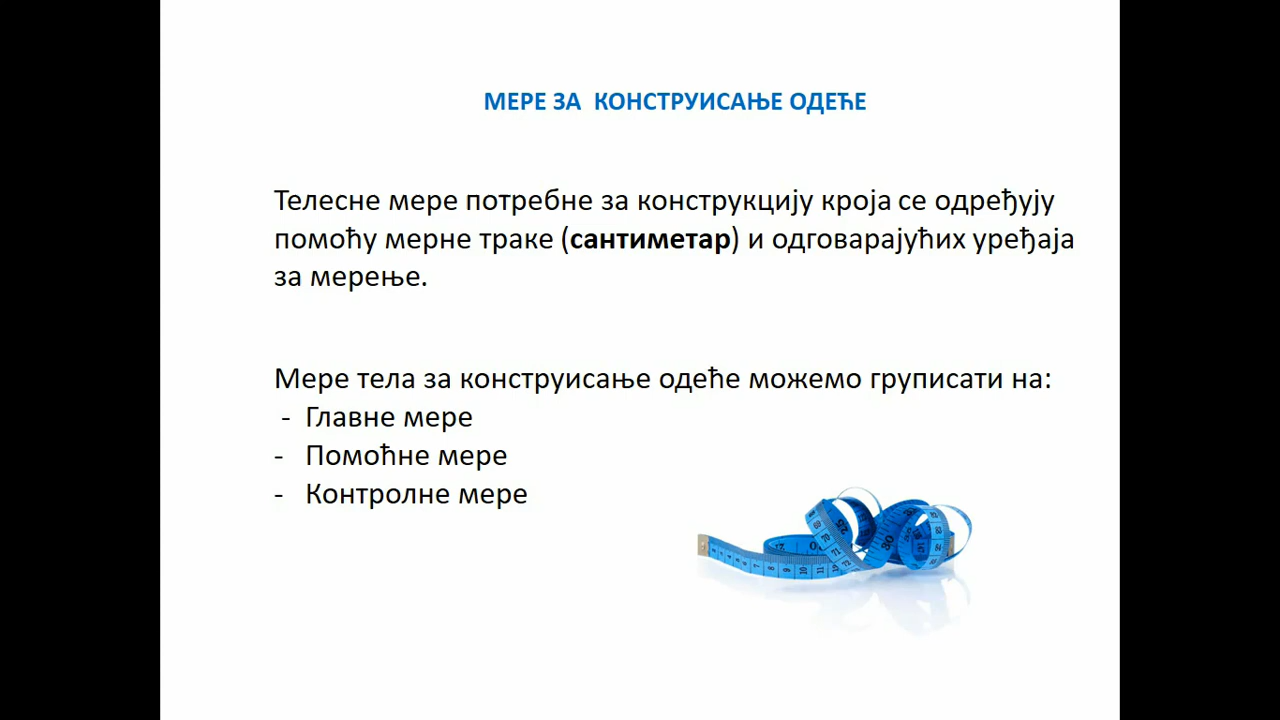 МЕРЕ ЗА  КОНСТРУИСАЊЕ ОДЕЋЕ
Телесне мере потребне за конструкцију кроја се одређују
помоћу мерне траке (сантиметар) и одговарајућих уређаја
за мерење.
Мере тела за конструисање одеће можемо груписати на:
- Главне мере
- Помоћне мере
- Контролне мере